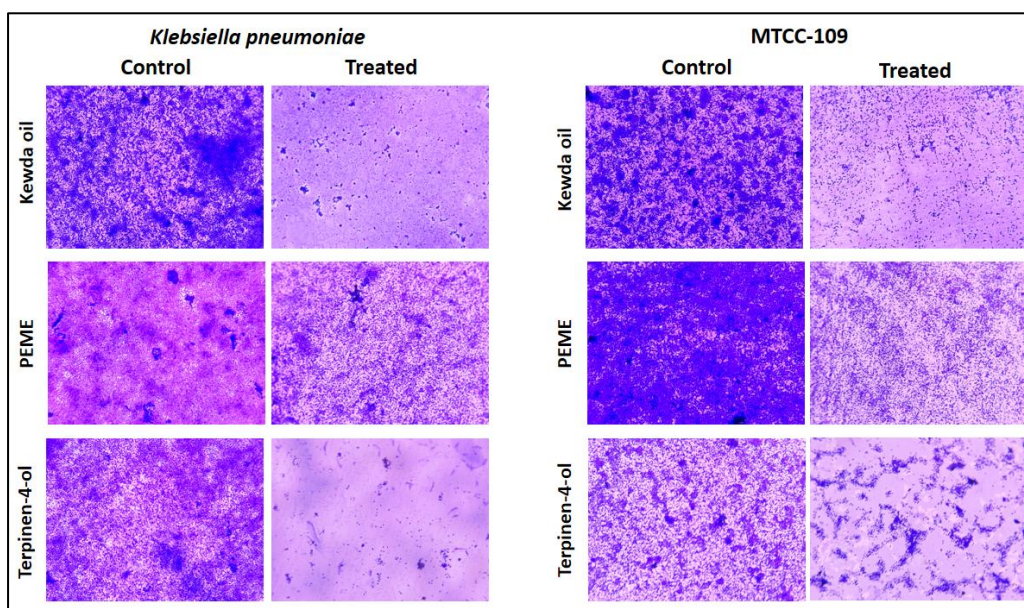 Klebsiella pneumoniae
MTCC-109
Control
Treated
Control
Treated
Kewda oil
Kewda oil
PEME
PEME
Terpinen-4-ol
Terpinen-4-ol